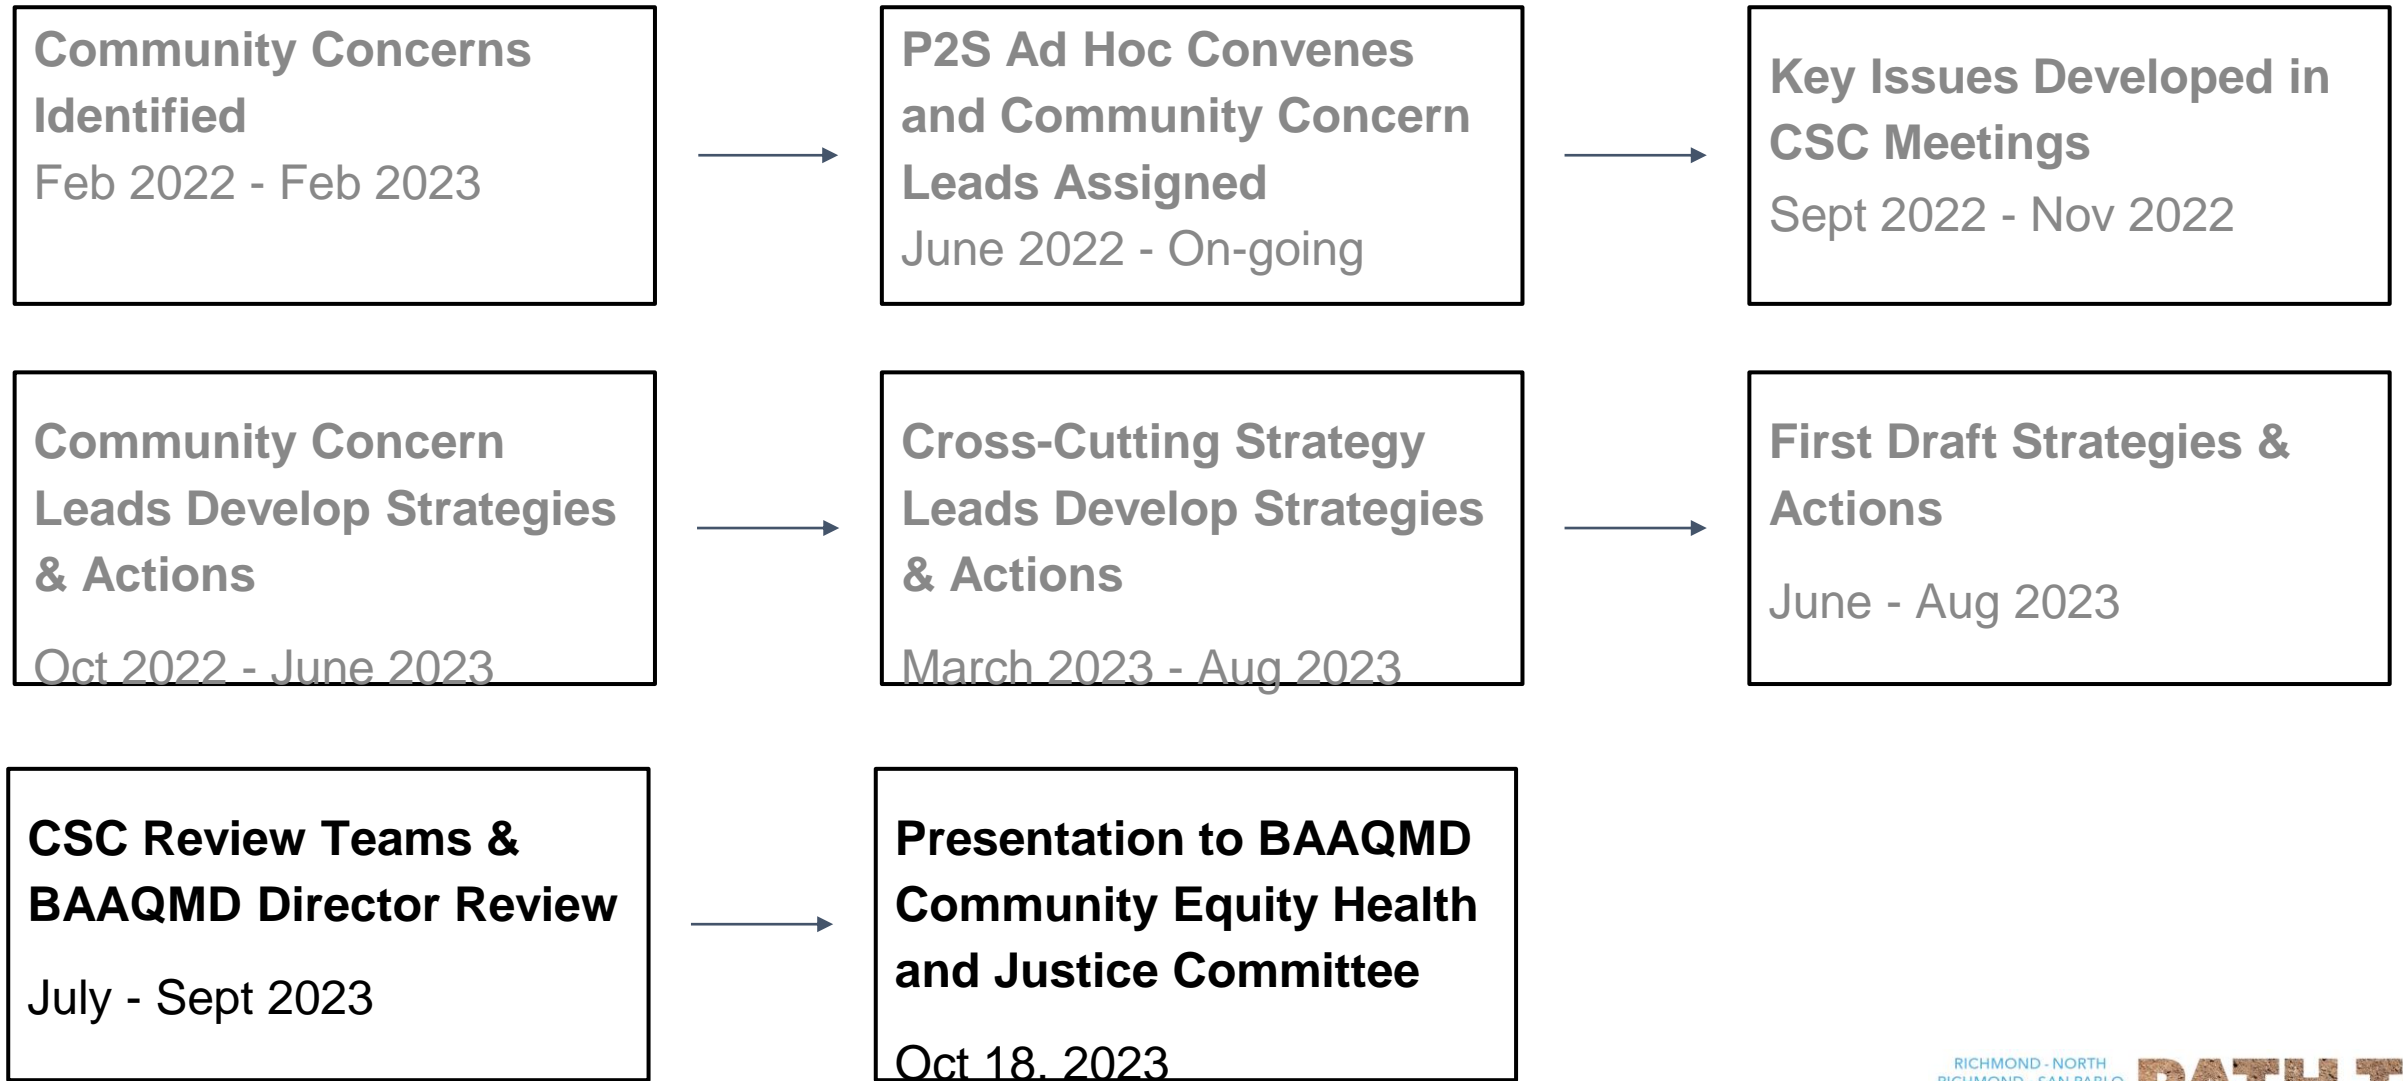 Community Concerns
Identified
Feb 2022 - Feb 2023
P2S Ad Hoc Convenes
and Community Concern
Leads Assigned
June 2022 - On-going
Key Issues Developed in
CSC Meetings
Sept 2022 - Nov 2022
Community Concern
Leads Develop Strategies
& Actions
Oct 2022 - June 2023
Cross-Cutting Strategy
Leads Develop Strategies
& Actions
March 2023 - Aug 2023
First Draft Strategies &
Actions
June - Aug 2023
CSC Review Teams &
BAAQMD Director Review
July - Sept 2023
Presentation to BAAQMD
Community Equity Health
and Justice Committee
Oct 18, 2023
RICHMOND - NORTH
RICHMOND - SAN PABLO
PATH T